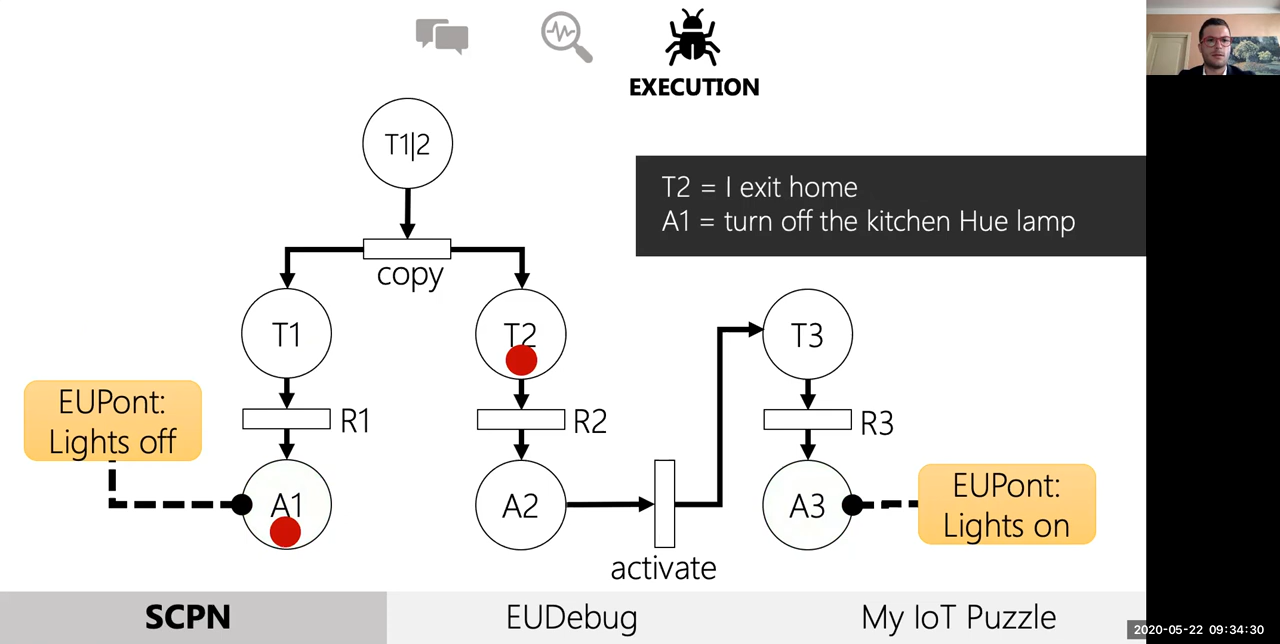 EXECUTION
T1|2
T2 = I exit home
A1 = turn off the kitchen Hue lamp
copy
T1
T2
T3
EUPont:
Lights off
R1
R2
R3
A1
A2
A3
EUPont:
Lights on
activate
SCPN
EUDebug
My IoT Puzzle
2020-05-22 09:34:30